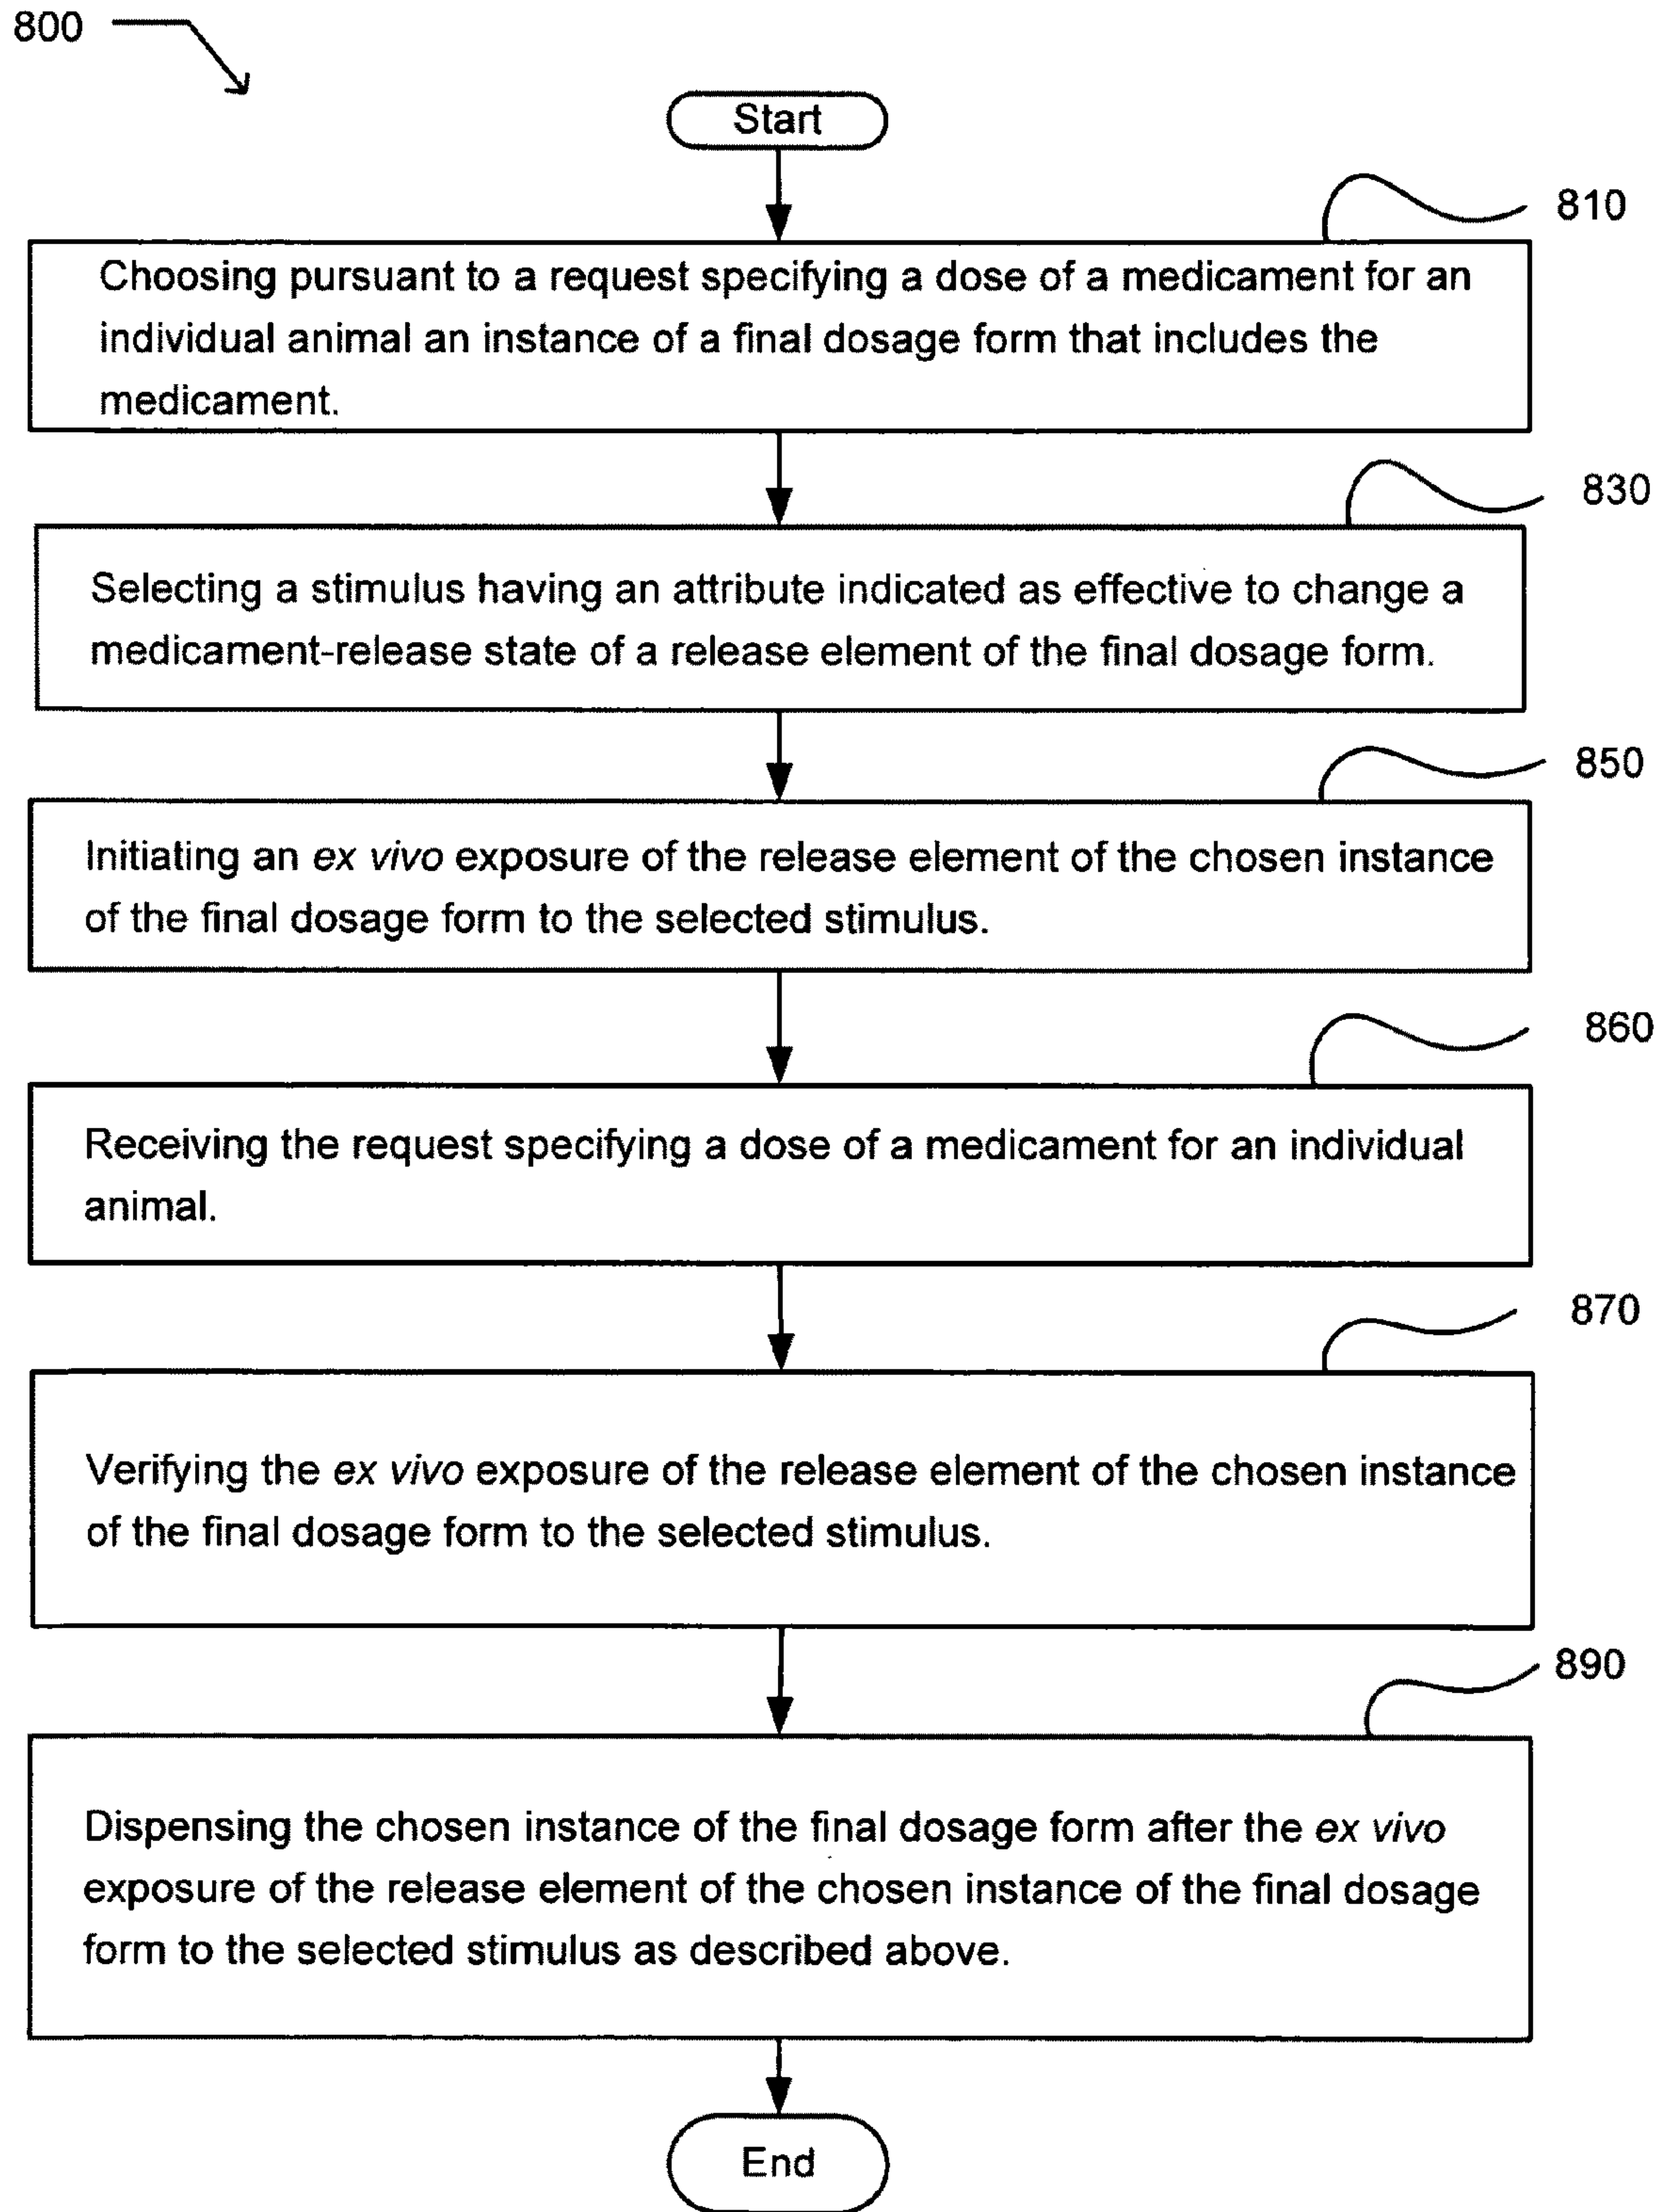 800
Start
810
Choosing pursuant to a request specifying a dose of a medicament for an
individual animal an instance of a final dosage form that includes the
medicament.
830
Selecting a stimulus having an attribute indicated as effective to change a
medicament-release state of a release element of the final dosage form.
850
Initiating an ex vivo exposure of the release element of the chosen instance
of the final dosage form to the selected stimulus.
860
Receiving the request specifying a dose of a medicament for an individual
animal.
870
Verifying the ex vivo exposure of the release element of the chosen instance
of the final dosage form to the selected stimulus.
890
Dispensing the chosen instance of the final dosage form after the ex vivo
exposure of the release element of the chosen instance of the final dosage
form to the selected stimulus as described above.
End